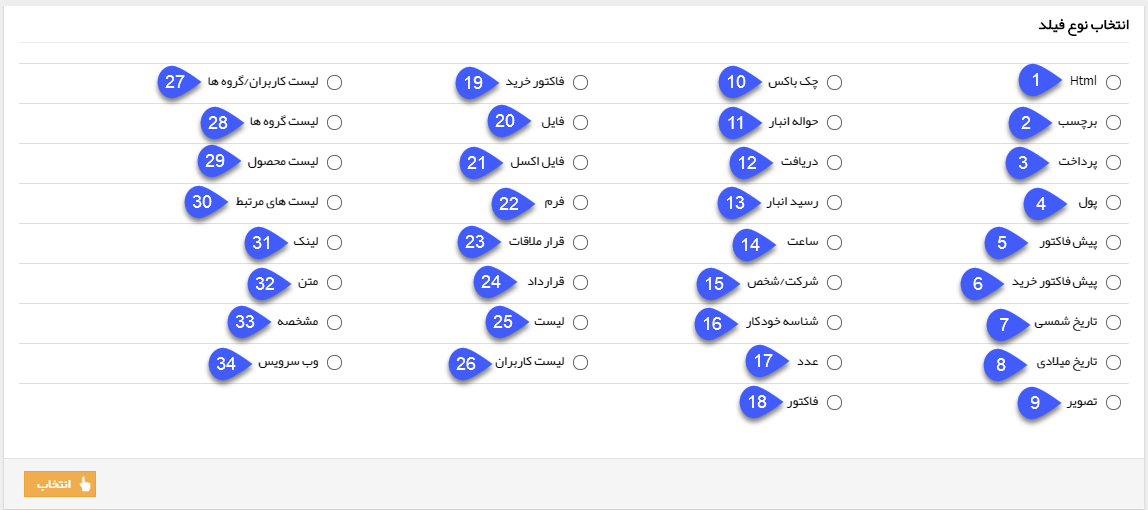 انتخاب نوع فیلد
Html 1
برچسب 2
پرداخت 3
پول 4
پیش فاکتور 5
پیش فاکتور خرید 6
تاریخ شمسی 7
تاریخ میلادی 8
تصویر 9
چک باکس 10
حواله انبار 11
دریافت 12
رسید انبار 13
ساعت 14
شرکت/شخص 15
شناسه خودکار 16
عدد 17
فاکتور 18
فاکتور خرید 19
فایل 20
فایل اکسل 21
فرم 22
قرار ملاقات 23
قرارداد 24
لیست 25
لیست کاربران 26
لیست کاربران/گروه ها 27
لیست گروه ها 28
لیست محصول 29
لیست های مرتبط 30
لینک 31
متن 32
مشخصه 33
وب سرویس 34
انتخاب